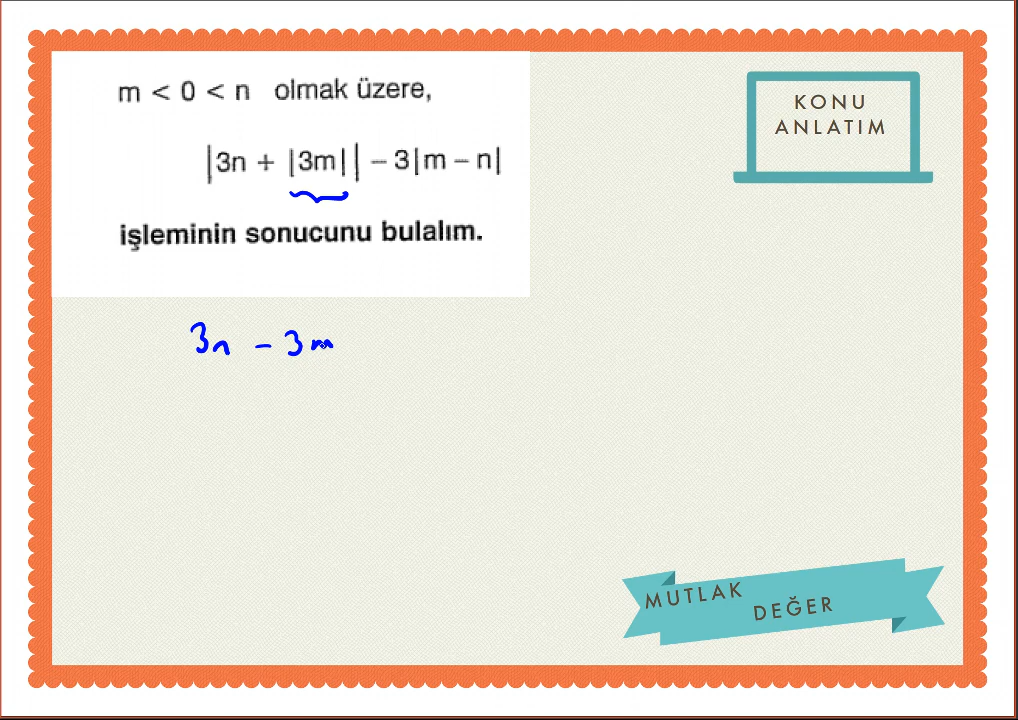 m < 0 < n olmak üzere,
|3n + |3m|| – 3|m – n|
işleminin sonucunu bulalım.
3n – 3m
KONU
ANLATIM
MUTLAK
DEĞER